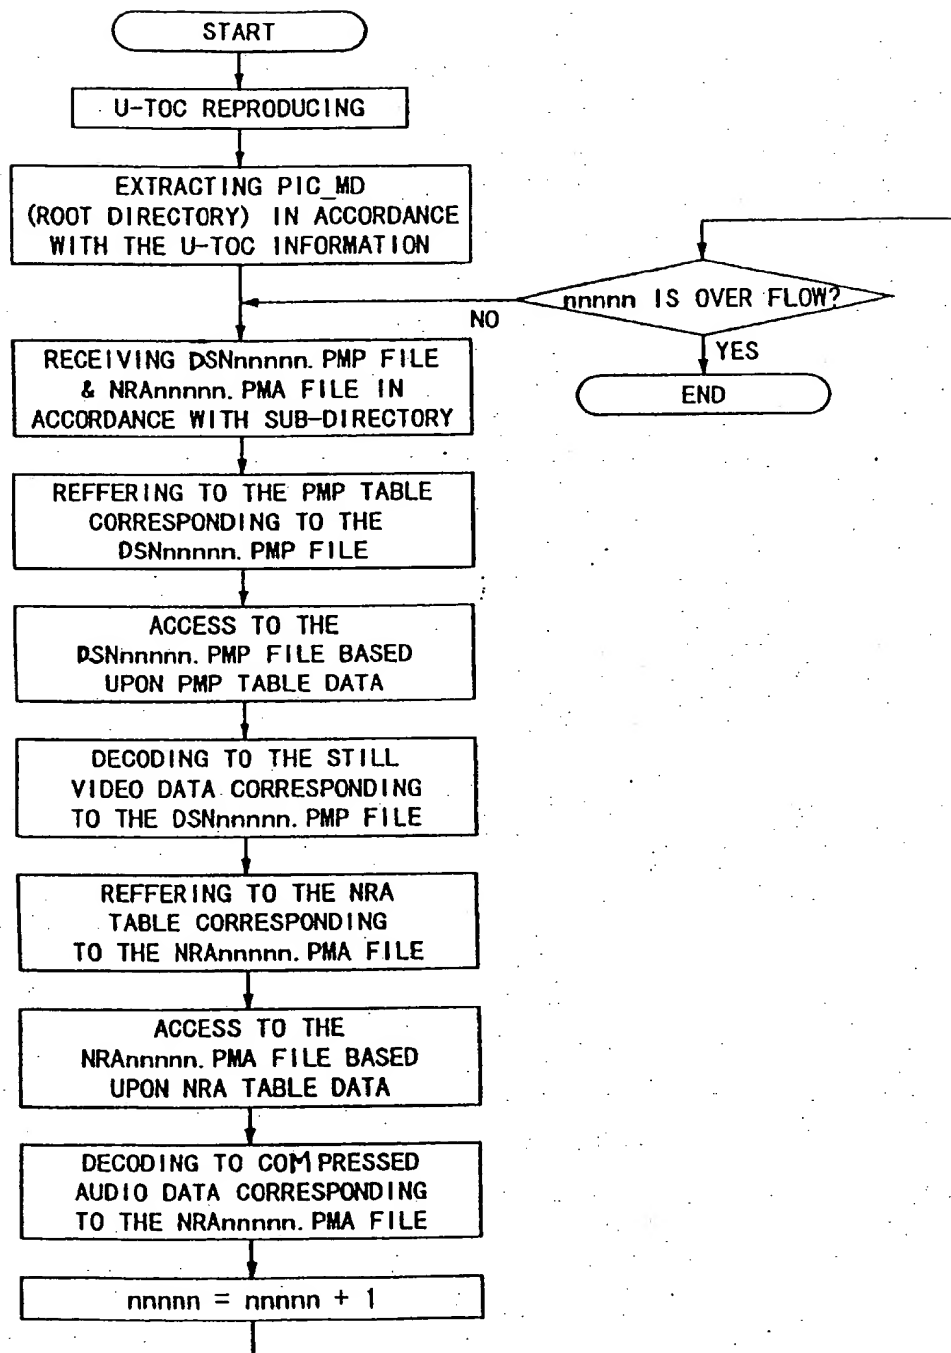 START
U-TOC REPRODUCING
EXTRACTING PIC_MD
(ROOT DIRECTORY) IN ACCORDANCE
WITH THE U-TOC INFORMATION
nnnnn IS OVER FLOW?
NO
YES
END
RECEIVING DSNnnnnn.PMP FILE
& NRAnnnnn.PMA FILE IN
ACCORDANCE WITH SUB-DIRECTORY
REFFERING TO THE PMP TABLE
CORRESPONDING TO THE
DSNnnnnn.PMP FILE
ACCESS TO THE
DSNnnnnn.PMP FILE BASED
UPON PMP TABLE DATA
DECODING TO THE STILL
VIDEO DATA CORRESPONDING
TO THE DSNnnnnn.PMP FILE
REFFERING TO THE NRA
TABLE CORRESPONDING
TO THE NRAnnnnn.PMA FILE
ACCESS TO THE
NRAnnnnn.PMA FILE BASED
UPON NRA TABLE DATA
DECODING TO COMPRESSED
AUDIO DATA CORRESPONDING
TO THE NRAnnnnn.PMA FILE
nnnnn = nnnnn + 1